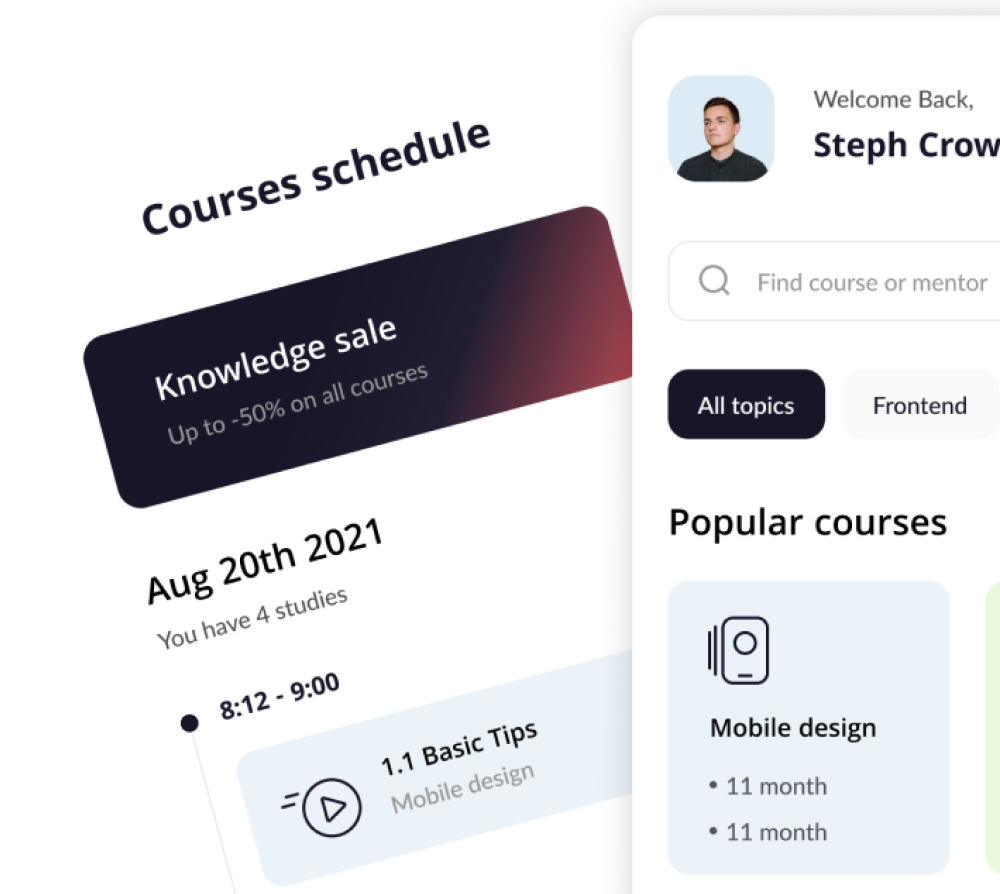 Courses schedule
Knowledge sale
Up to -50% on all courses
Aug 20th 2021
You have 4 studies
8:12 - 9:00
1.1 Basic Tips
Mobile design
Welcome Back,
Steph Crow
Find course or mentor
All topics
Frontend
Popular courses
Mobile design
• 11 month
• 11 month